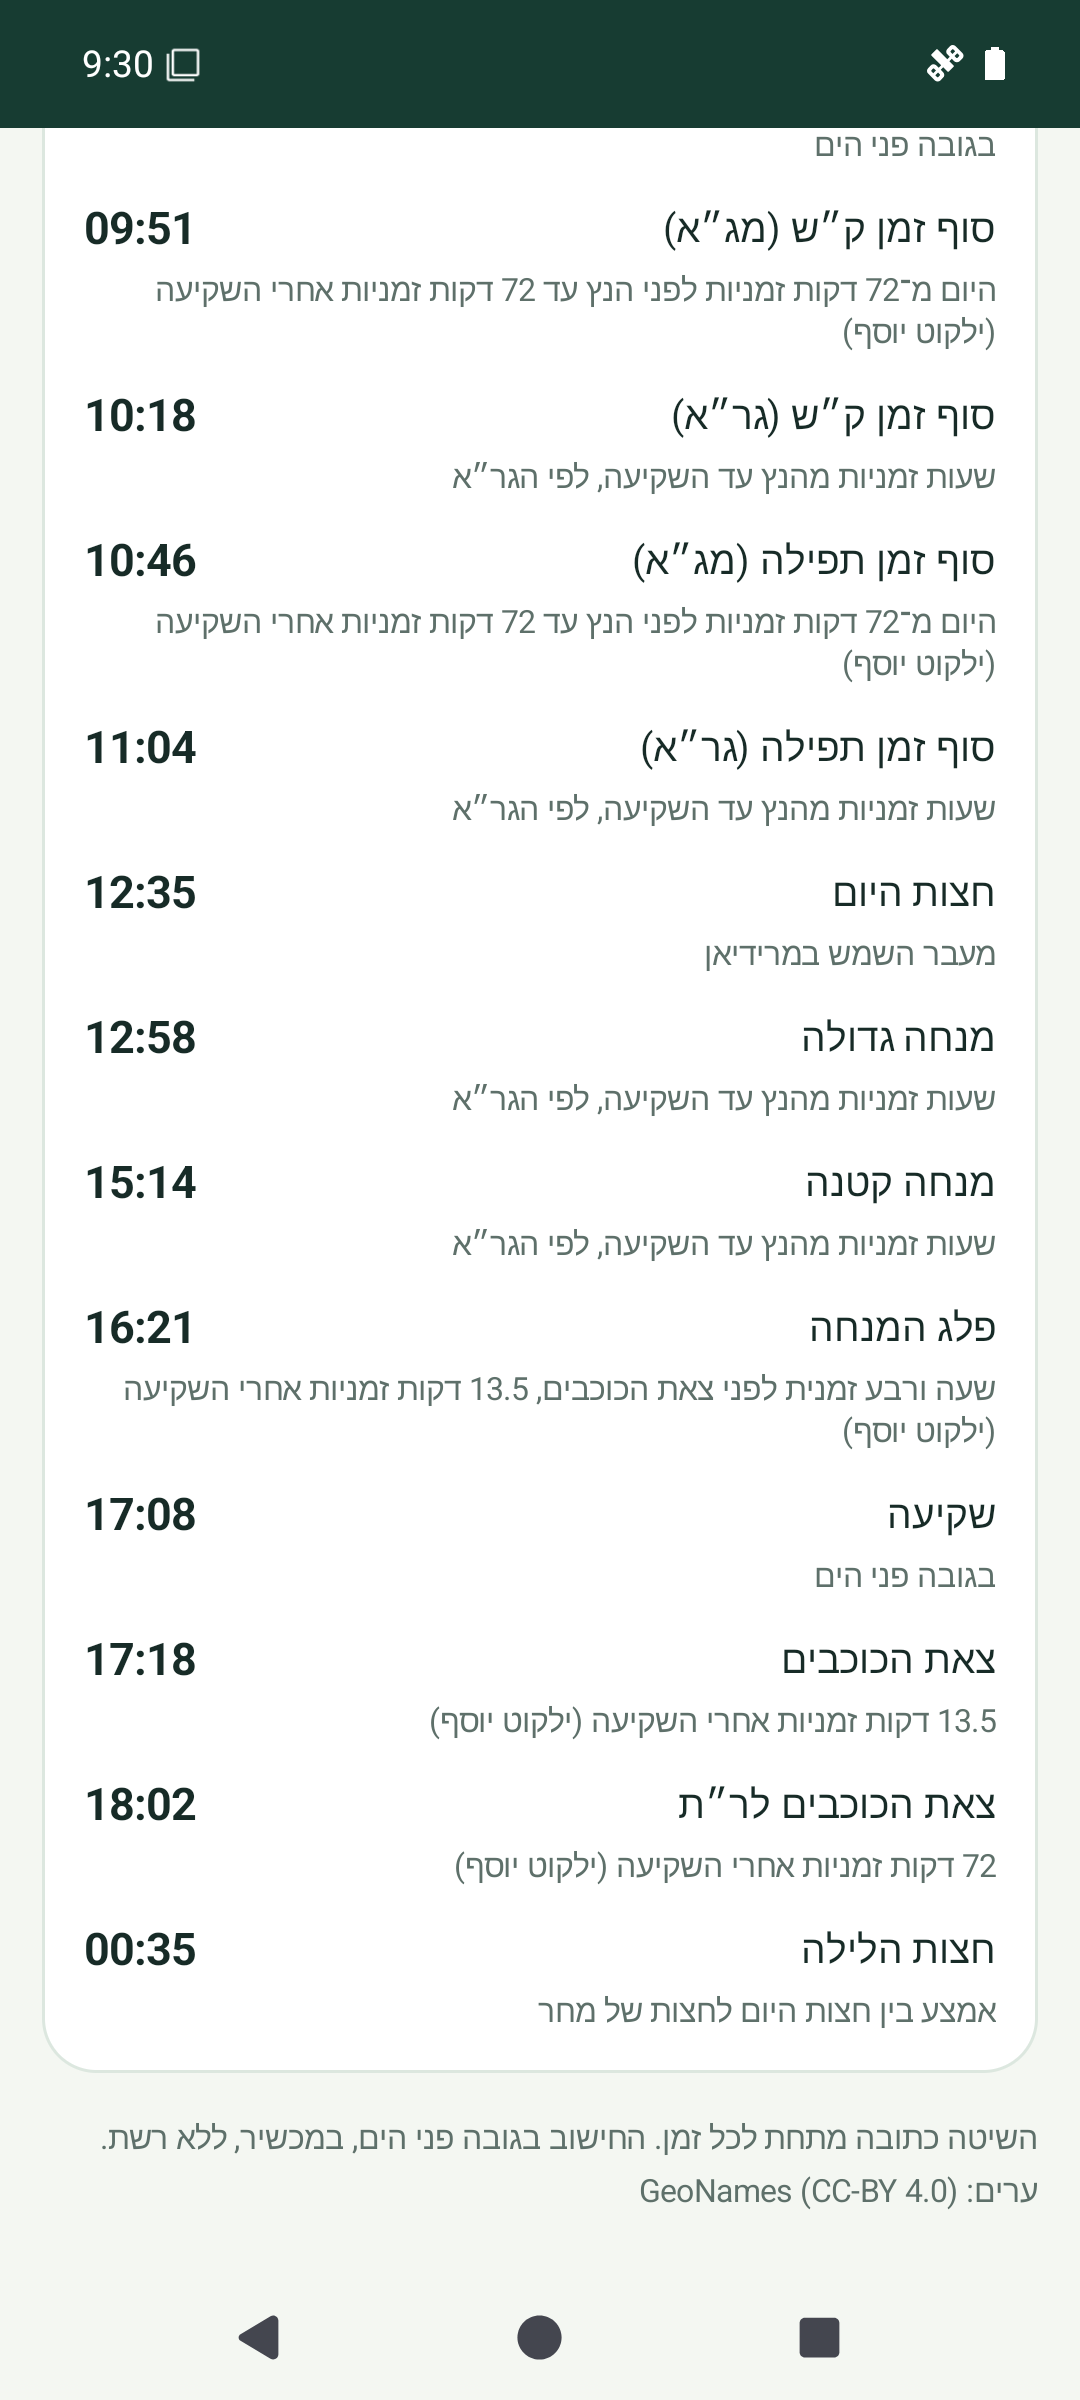 9:30
בגובה פני הים
סוף זמן ק״ש (מג״א) 09:51
היום מ־72 דקות זמניות לפני הנץ עד 72 דקות זמניות אחרי השקיעה
(ילקוט יוסף)
סוף זמן ק״ש (גר״א) 10:18
שעות זמניות מהנץ עד השקיעה, לפי הגר״א
סוף זמן תפילה (מג״א) 10:46
היום מ־72 דקות זמניות לפני הנץ עד 72 דקות זמניות אחרי השקיעה
(ילקוט יוסף)
סוף זמן תפילה (גר״א) 11:04
שעות זמניות מהנץ עד השקיעה, לפי הגר״א
חצות היום 12:35
מעבר השמש במרידיאן
מנחה גדולה 12:58
שעות זמניות מהנץ עד השקיעה, לפי הגר״א
מנחה קטנה 15:14
שעות זמניות מהנץ עד השקיעה, לפי הגר״א
פלג המנחה 16:21
שעה ורבע זמנית לפני צאת הכוכבים, 13.5 דקות זמניות אחרי השקיעה
(ילקוט יוסף)
שקיעה 17:08
בגובה פני הים
צאת הכוכבים 17:18
13.5 דקות זמניות אחרי השקיעה (ילקוט יוסף)
צאת הכוכבים לר״ת 18:02
72 דקות זמניות אחרי השקיעה (ילקוט יוסף)
חצות הלילה 00:35
אמצע בין חצות היום לחצות של מחר
השיטה כתובה מתחת לכל זמן. החישוב בגובה פני הים, במכשיר, ללא רשת.
ערים: GeoNames (CC-BY 4.0)